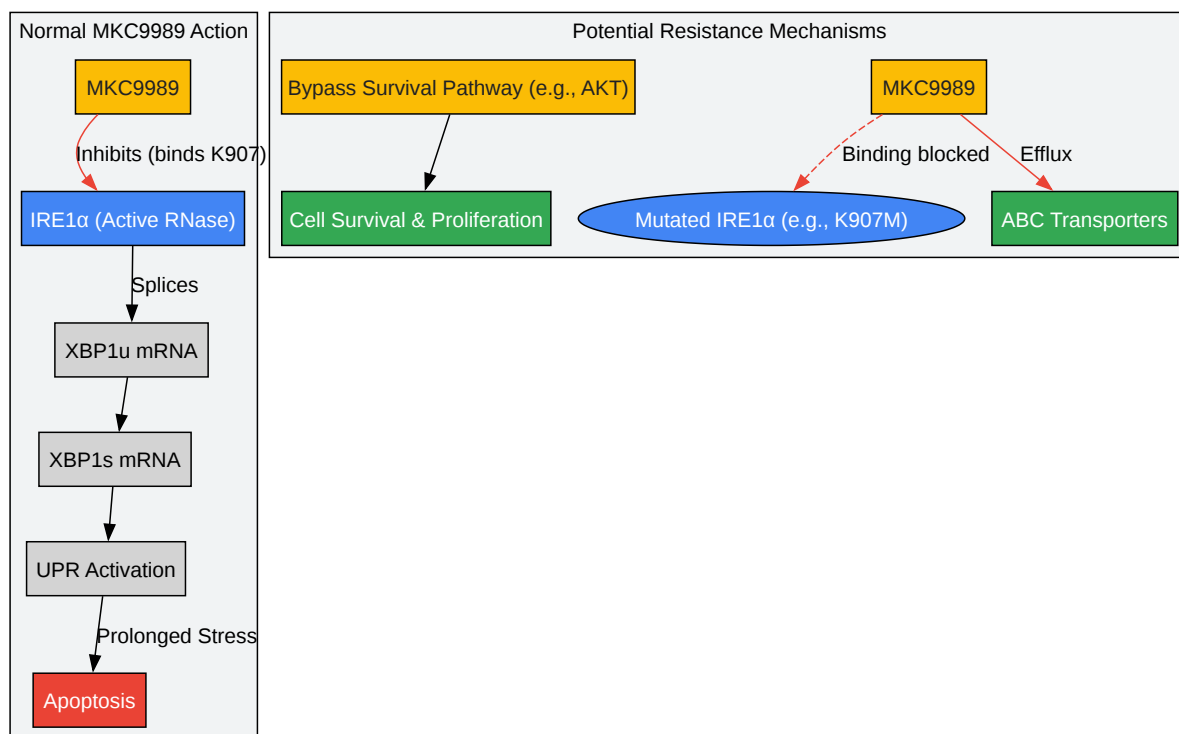 Normal MKC9989 Action
MKC9989
Inhibits (binds K907)
IRE1α (Active RNase)
Splices
XBP1u mRNA
XBP1s mRNA
UPR Activation
Prolonged Stress
Apoptosis
Potential Resistance Mechanisms
Bypass Survival Pathway (e.g., AKT)
MKC9989
Binding blocked
Efflux
Cell Survival & Proliferation
Mutated IRE1α (e.g., K907M)
ABC Transporters